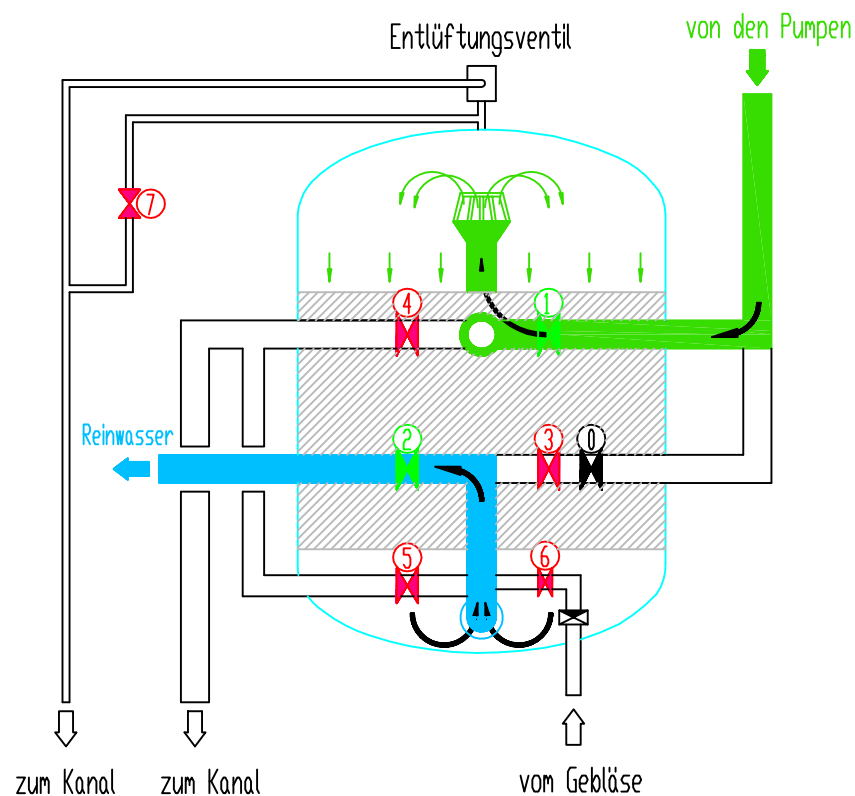 von den Pumpen
Entlüftungsventil
7
4
1
Reinwasser
2
3
0
5
6
zum Kanal
zum Kanal
vom Gebläse